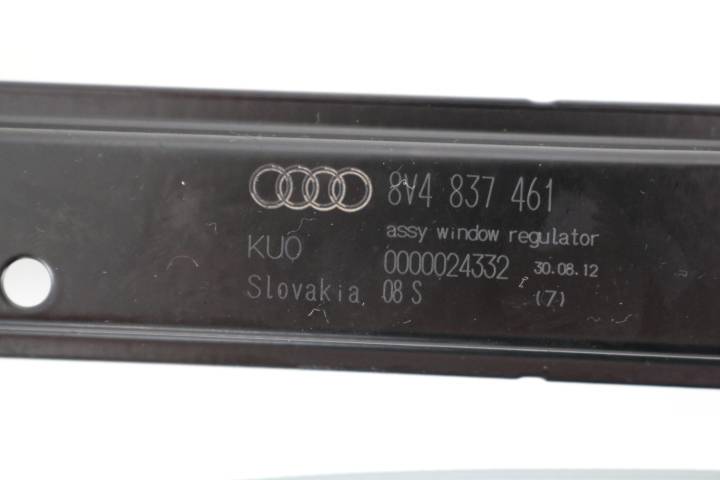 8V4 837 461
assy window regulator
KUO 0000024332 30.08.12
Slovakia 08 S (7)